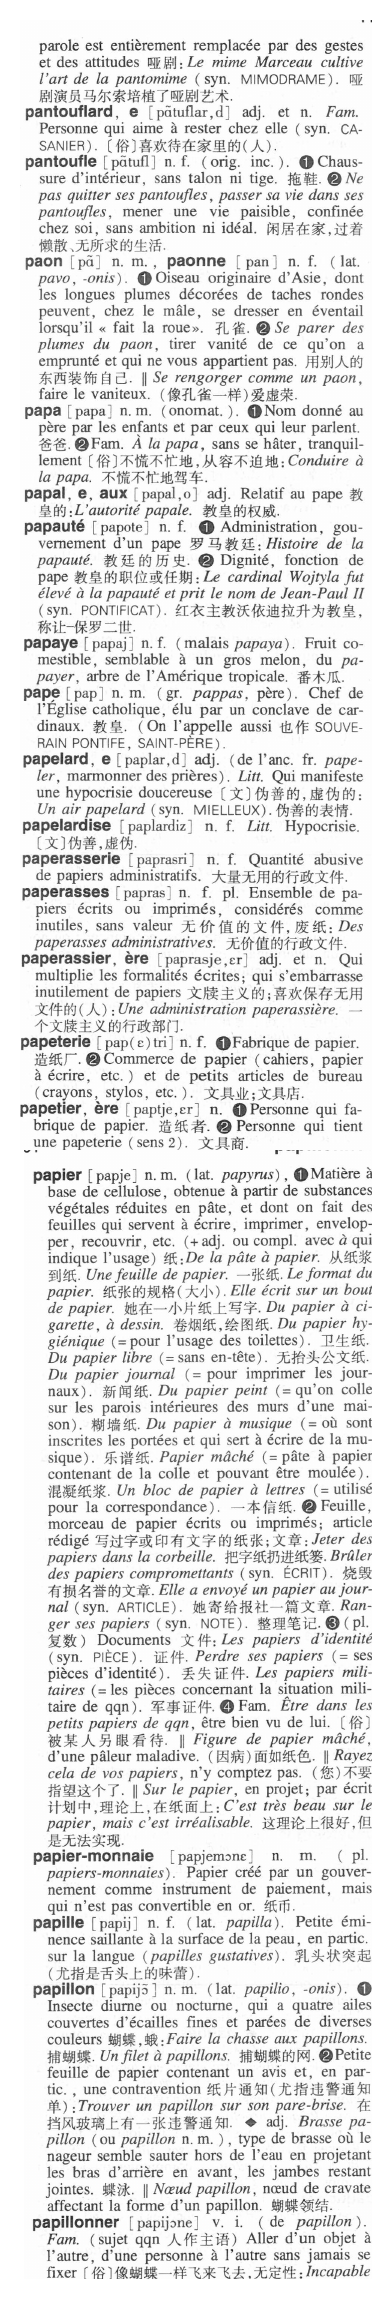 parole est entièrement remplacée par des gestes
et des attitudes 哑剧: Le mime Marceau cultive
l'art de la pantomime (syn. MIMODRAME). 哑
剧演员马尔索培植了哑剧艺术.
pantouflard, e [pãtuflar,d] adj. et n. Fam.
Personne qui aime à rester chez elle (syn. CA-
SANIER). [俗]喜欢待在家里的(人).
pantoufle [pãtufl] n. f. (orig. inc.). ❶ Chaus-
sure d'intérieur, sans talon ni tige. 拖鞋. ❷ Ne
pas quitter ses pantoufles, passer sa vie dans ses
pantoufles, mener une vie paisible, confinée
chez soi, sans ambition ni idéal. 闲居在家,过着
懒散、无所求的生活.
paon [pã] n. m., paonne [pan] n. f. (lat.
pavo, -onis). ❶ Oiseau originaire d'Asie, dont
les longues plumes décorées de taches rondes
peuvent, chez le mâle, se dresser en éventail
lorsqu'il « fait la roue». 孔雀. ❷ Se parer des
plumes du paon, tirer vanité de ce qu'on a
emprunté et qui ne vous appartient pas. 用别人的
东西装饰自己. ‖ Se rengorger comme un paon,
faire le vaniteux. (像孔雀一样)爱虚荣.
papa [papa] n. m. (onomat.). ❶ Nom donné au
père par les enfants et par ceux qui leur parlent.
爸爸. ❷ Fam. À la papa, sans se hâter, tranquil-
lement [俗]不慌不忙地,从容不迫地: Conduire à
la papa. 不慌不忙地驾车.
papal, e, aux [papal,o] adj. Relatif au pape 教
皇的: L'autorité papale. 教皇的权威.
papauté [papote] n. f. ❶ Administration, gou-
vernement d'un pape 罗马教廷: Histoire de la
papauté. 教廷的历史. ❷ Dignité, fonction de
pape 教皇的职位或任期: Le cardinal Wojtyla fut
élevé à la papauté et prit le nom de Jean-Paul II
(syn. PONTIFICAT). 红衣主教沃依迪拉升为教皇,
称让–保罗二世.
papaye [papaj] n. f. (malais papaya). Fruit co-
mestible, semblable à un gros melon, du pa-
payer, arbre de l'Amérique tropicale. 番木瓜.
pape [pap] n. m. (gr. pappas, père). Chef de
l'Église catholique, élu par un conclave de car-
dinaux. 教皇. (On l'appelle aussi 也作 SOUVE-
RAIN PONTIFE, SAINT-PÈRE).
papelard, e [paplar,d] adj. (de l'anc. fr. pape-
ler, marmonner des prières). Litt. Qui manifeste
une hypocrisie doucereuse [文]伪善的,虚伪的:
Un air papelard (syn. MIELLEUX). 伪善的表情.
papelardise [paplardiz] n. f. Litt. Hypocrisie.
[文]伪善,虚伪.
paperasserie [paprasri] n. f. Quantité abusive
de papiers administratifs. 大量无用的行政文件.
paperasses [papras] n. f. pl. Ensemble de pa-
piers écrits ou imprimés, considérés comme
inutiles, sans valeur 无价值的文件,废纸: Des
paperasses administratives. 无价值的行政文件.
paperassier, ère [paprasje,ɛr] adj. et n. Qui
multiplie les formalités écrites; qui s'embarrasse
inutilement de papiers 文牍主义的;喜欢保存无用
文件的(人): Une administration paperassière. 一
个文牍主义的行政部门.
papeterie [pap(ɛ)tri] n. f. ❶ Fabrique de papier.
造纸厂. ❷ Commerce de papier (cahiers, papier
à écrire, etc.) et de petits articles de bureau
(crayons, stylos, etc.). 文具业;文具店.
papetier, ère [paptje,ɛr] n. ❶ Personne qui fa-
brique de papier. 造纸者. ❷ Personne qui tient
une papeterie (sens 2). 文具商.
papier [papje] n. m. (lat. papyrus), ❶ Matière à
base de cellulose, obtenue à partir de substances
végétales réduites en pâte, et dont on fait des
feuilles qui servent à écrire, imprimer, envelop-
per, recouvrir, etc. (+ adj. ou compl. avec à qui
indique l'usage) 纸: De la pâte à papier. 从纸浆
到纸. Une feuille de papier. 一张纸. Le format du
papier. 纸张的规格(大小). Elle écrit sur un bout
de papier. 她在一小片纸上写字. Du papier à ci-
garette, à dessin. 卷烟纸,绘图纸. Du papier hy-
giénique (= pour l'usage des toilettes). 卫生纸.
Du papier libre (= sans en-tête). 无抬头公文纸.
Du papier journal (= pour imprimer les jour-
naux). 新闻纸. Du papier peint (= qu'on colle
sur les parois intérieures des murs d'une mai-
son). 糊墙纸. Du papier à musique (= où sont
inscrites les portées et qui sert à écrire de la mu-
sique). 乐谱纸. Papier mâché (= pâte à papier
contenant de la colle et pouvant être moulée).
混凝纸浆. Un bloc de papier à lettres (= utilisé
pour la correspondance). 一本信纸. ❷ Feuille,
morceau de papier écrits ou imprimés; article
rédigé 写过字或印有文字的纸张;文章: Jeter des
papiers dans la corbeille. 把字纸扔进纸篓. Brûler
des papiers compromettants (syn. ÉCRIT). 烧毁
有损名誉的文章. Elle a envoyé un papier au jour-
nal (syn. ARTICLE). 她寄给报社一篇文章. Ran-
ger ses papiers (syn. NOTE). 整理笔记. ❸ (pl.
复数) Documents 文件: Les papiers d'identité
(syn. PIÈCE). 证件. Perdre ses papiers (= ses
pièces d'identité). 丢失证件. Les papiers mili-
taires (= les pièces concernant la situation mili-
taire de qqn). 军事证件. ❹ Fam. Être dans les
petits papiers de qqn, être bien vu de lui. [俗]
被某人另眼看待. ‖ Figure de papier mâché,
d'une pâleur maladive. (因病)面如纸色. ‖ Rayez
cela de vos papiers, n'y comptez pas. (您)不要
指望这个了. ‖ Sur le papier, en projet; par écrit
计划中,理论上,在纸面上: C'est très beau sur le
papier, mais c'est irréalisable. 这理论上很好,但
是无法实现.
papier-monnaie [papjemɔnɛ] n. m. ( pl.
papiers-monnaies). Papier créé par un gouver-
nement comme instrument de paiement, mais
qui n'est pas convertible en or. 纸币.
papille [papij] n. f. (lat. papilla). Petite émi-
nence saillante à la surface de la peau, en partic.
sur la langue (papilles gustatives). 乳头状突起
(尤指是舌头上的味蕾).
papillon [papijɔ̃] n. m. (lat. papilio, -onis). ❶
Insecte diurne ou nocturne, qui a quatre ailes
couvertes d'écailles fines et parées de diverses
couleurs 蝴蝶,蛾: Faire la chasse aux papillons.
捕蝴蝶. Un filet à papillons. 捕蝴蝶的网. ❷ Petite
feuille de papier contenant un avis et, en par-
tic., une contravention 纸片通知(尤指违警通知
单): Trouver un papillon sur son pare-brise. 在
挡风玻璃上有一张违警通知. ◆ adj. Brasse pa-
pillon (ou papillon n. m.), type de brasse où le
nageur semble sauter hors de l'eau en projetant
les bras d'arrière en avant, les jambes restant
jointes. 蝶泳. ‖ Nœud papillon, nœud de cravate
affectant la forme d'un papillon. 蝴蝶领结.
papillonner [papijɔne] v. i. ( de papillon).
Fam. (sujet qqn 人作主语) Aller d'un objet à
l'autre, d'une personne à l'autre sans jamais se
fixer [俗]像蝴蝶一样飞来飞去,无定性: Incapable